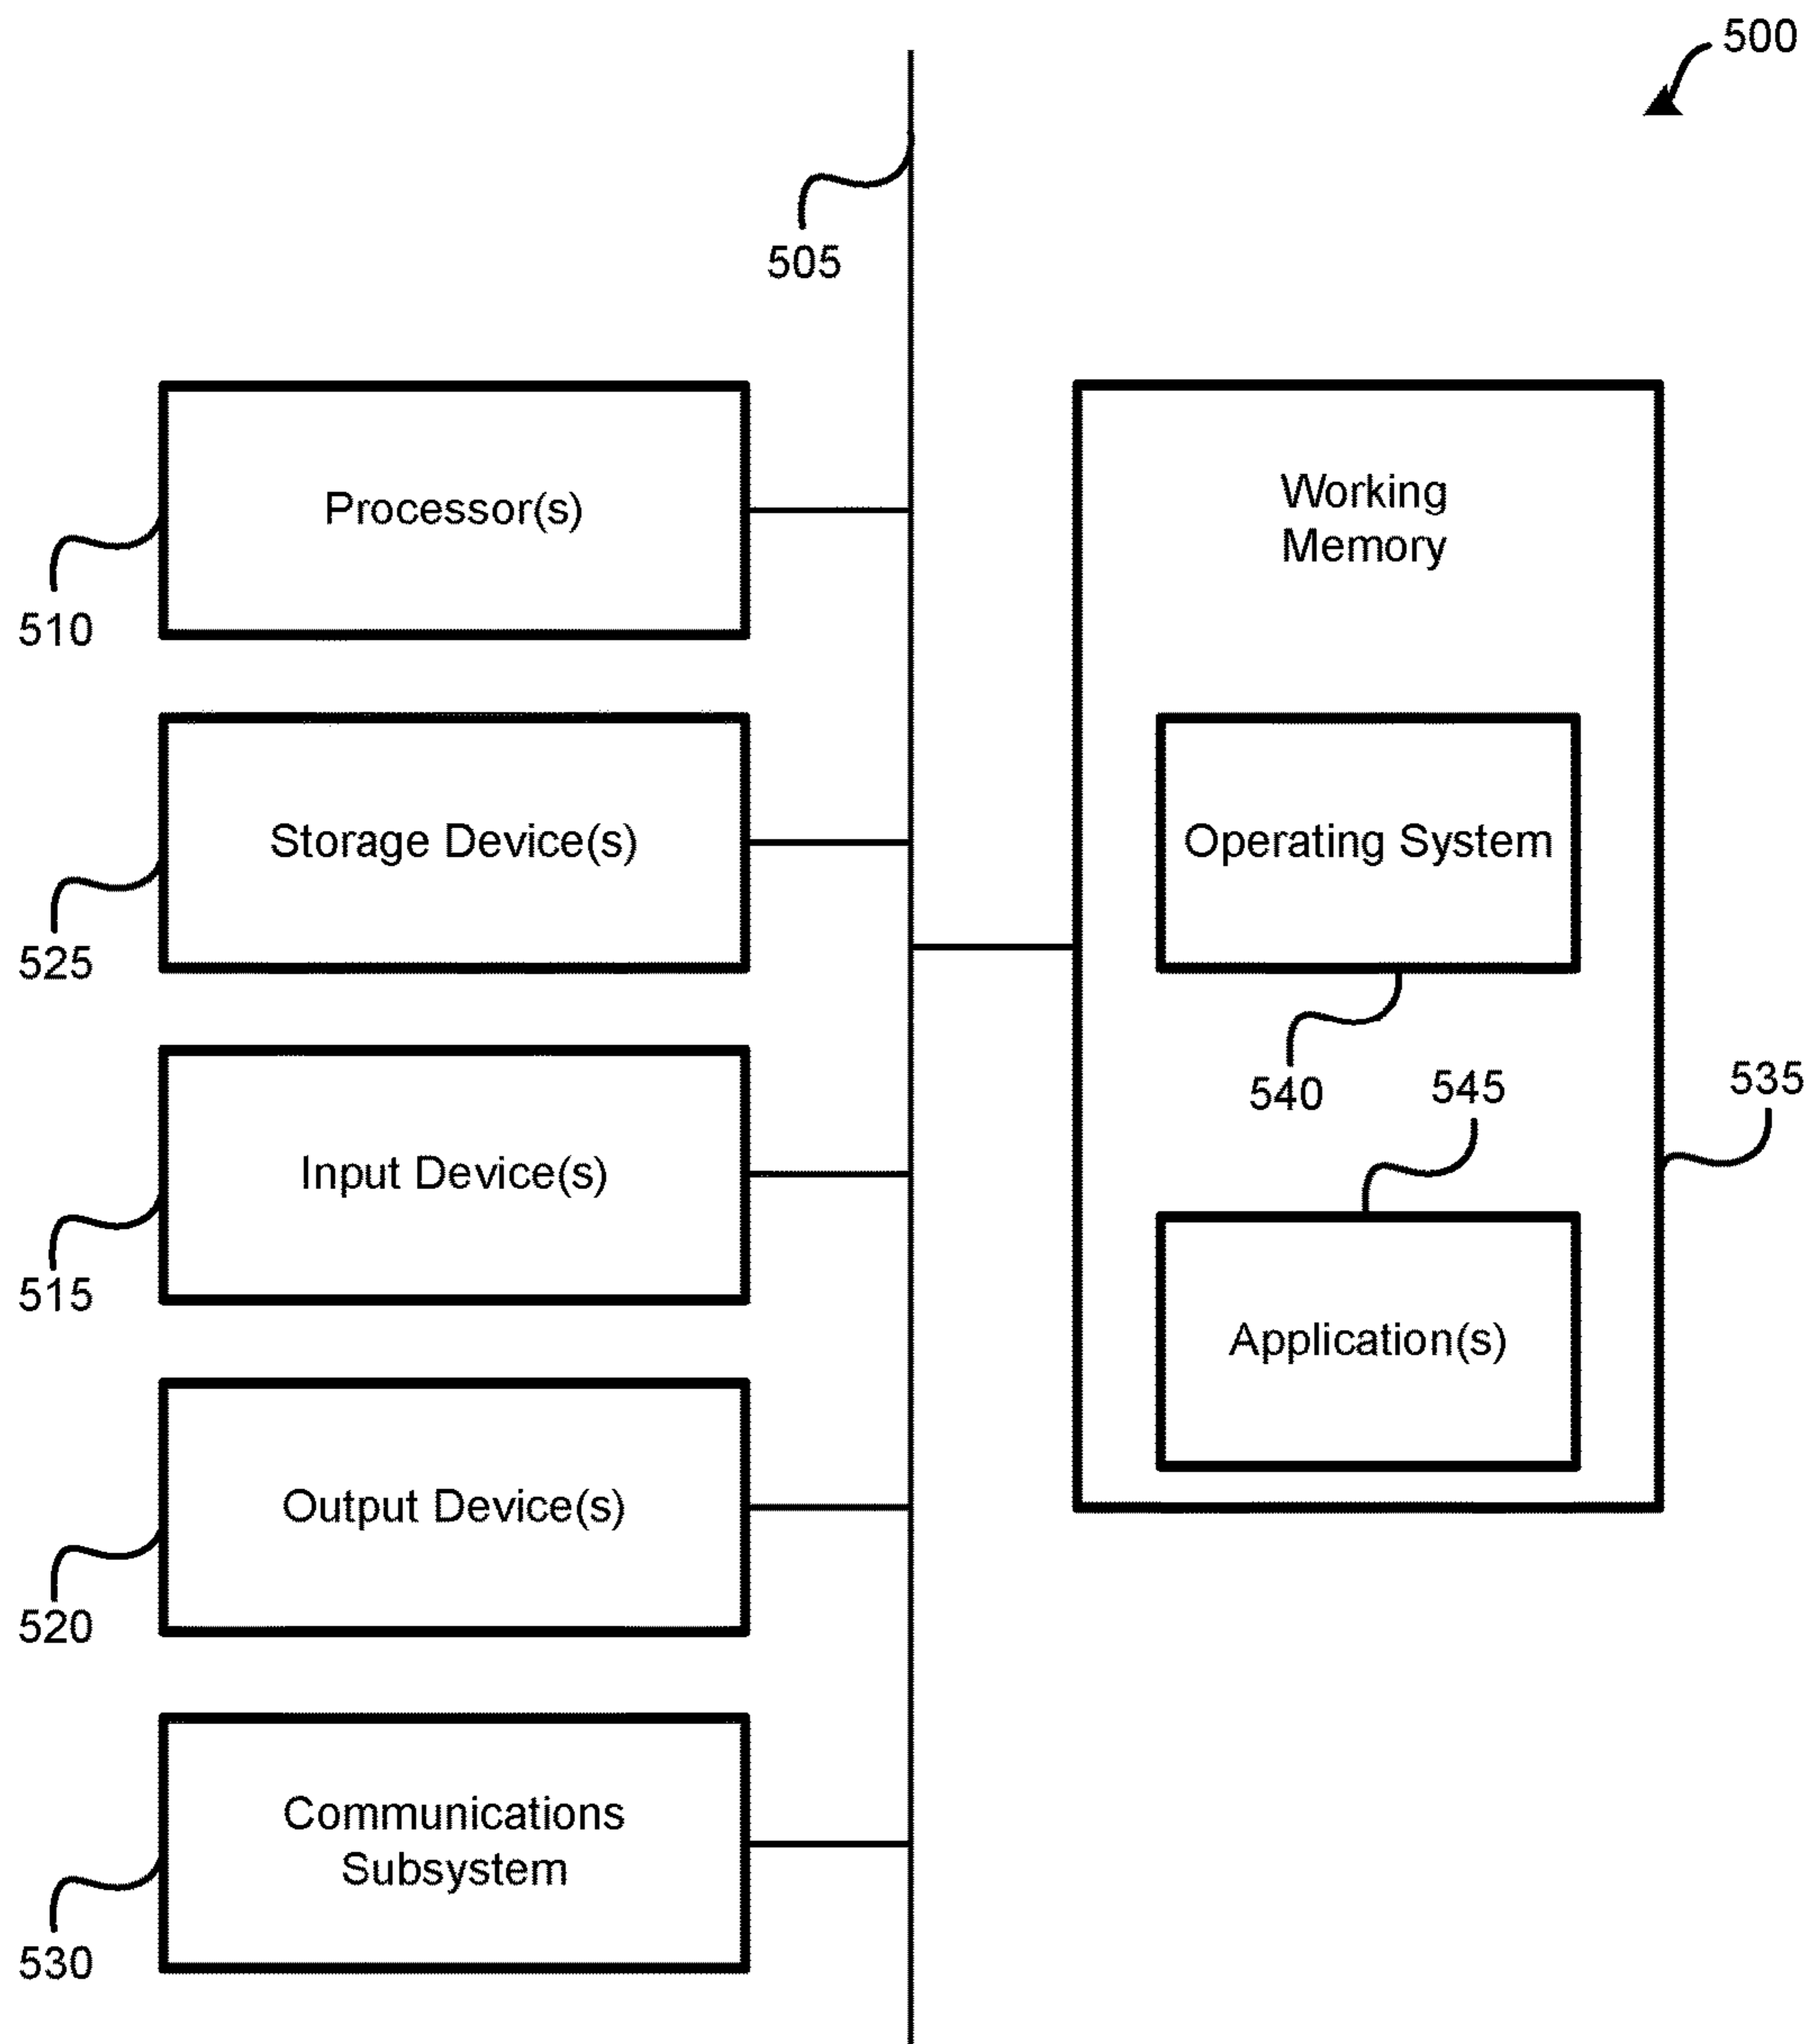 500
505
Processor(s)
510
Working
Memory
Storage Device(s)
525
Operating System
540
545
535
Input Device(s)
515
Application(s)
Output Device(s)
520
Communications
Subsystem
530